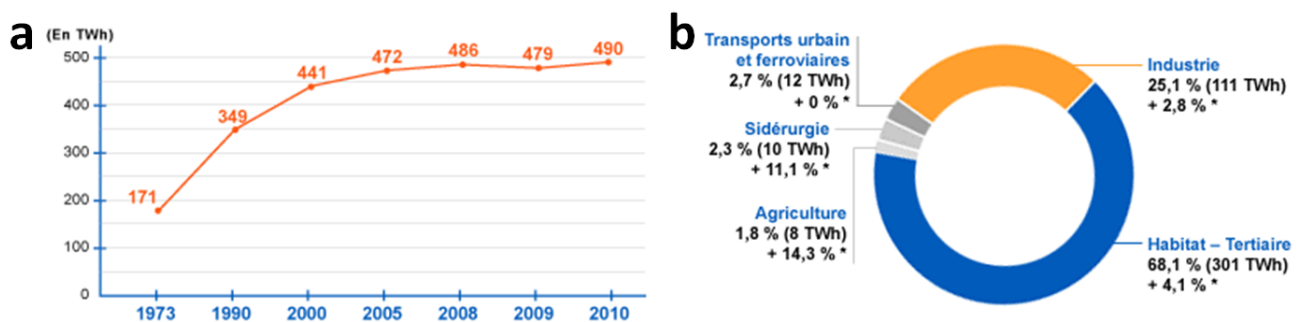 a
(En TWh)
500
400
300
200
100
0
171
349
441
472
486
479
490
1973 1990 2000 2005 2008 2009 2010
b
Transports urbain
et ferroviaires
2,7 % (12 TWh)
+ 0 % *
Sidérurgie
2,3 % (10 TWh)
+ 11,1 % *
Agriculture
1,8 % (8 TWh)
+ 14,3 % *
Industrie
25,1 % (111 TWh)
+ 2,8 % *
Habitat – Tertiaire
68,1 % (301 TWh)
+ 4,1 % *